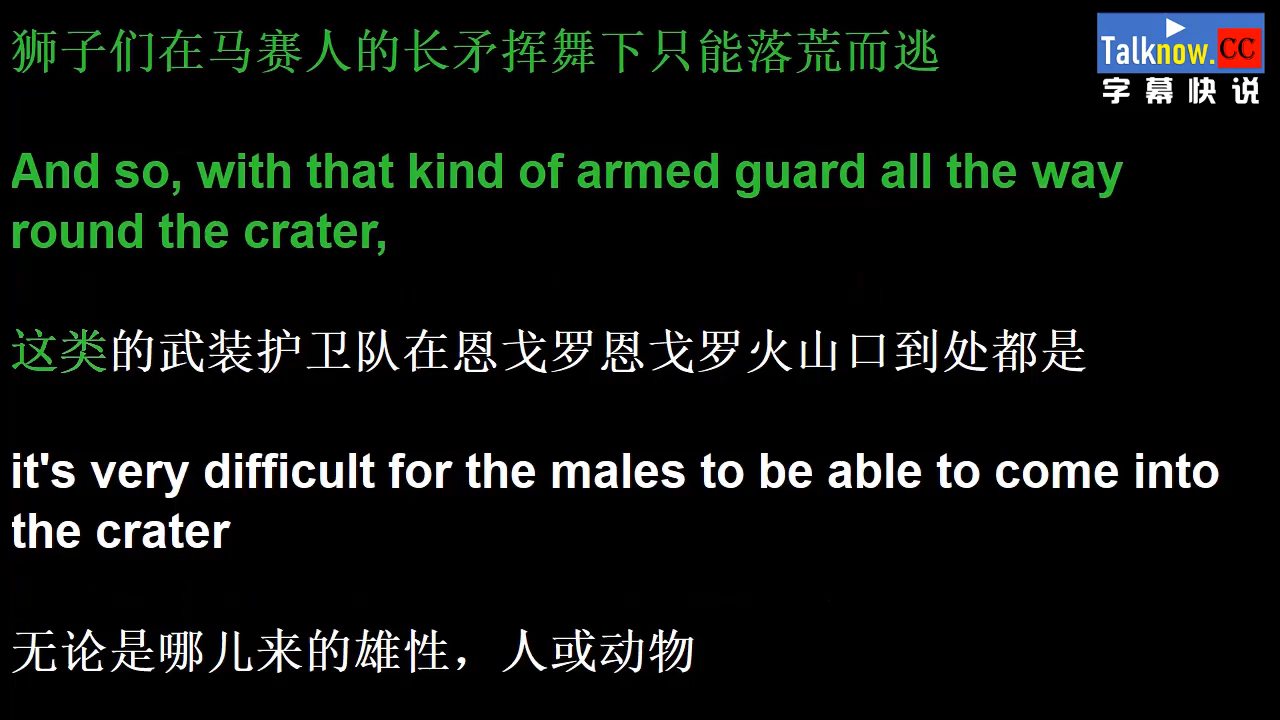 狮子们在马赛人的长矛挥舞下只能落荒而逃
Talknow.CC
字幕快说
And so, with that kind of armed guard all the way
round the crater,
这类的武装护卫队在恩戈罗恩戈罗火山口到处都是
it's very difficult for the males to be able to come into
the crater
无论是哪儿来的雄性，人或动物